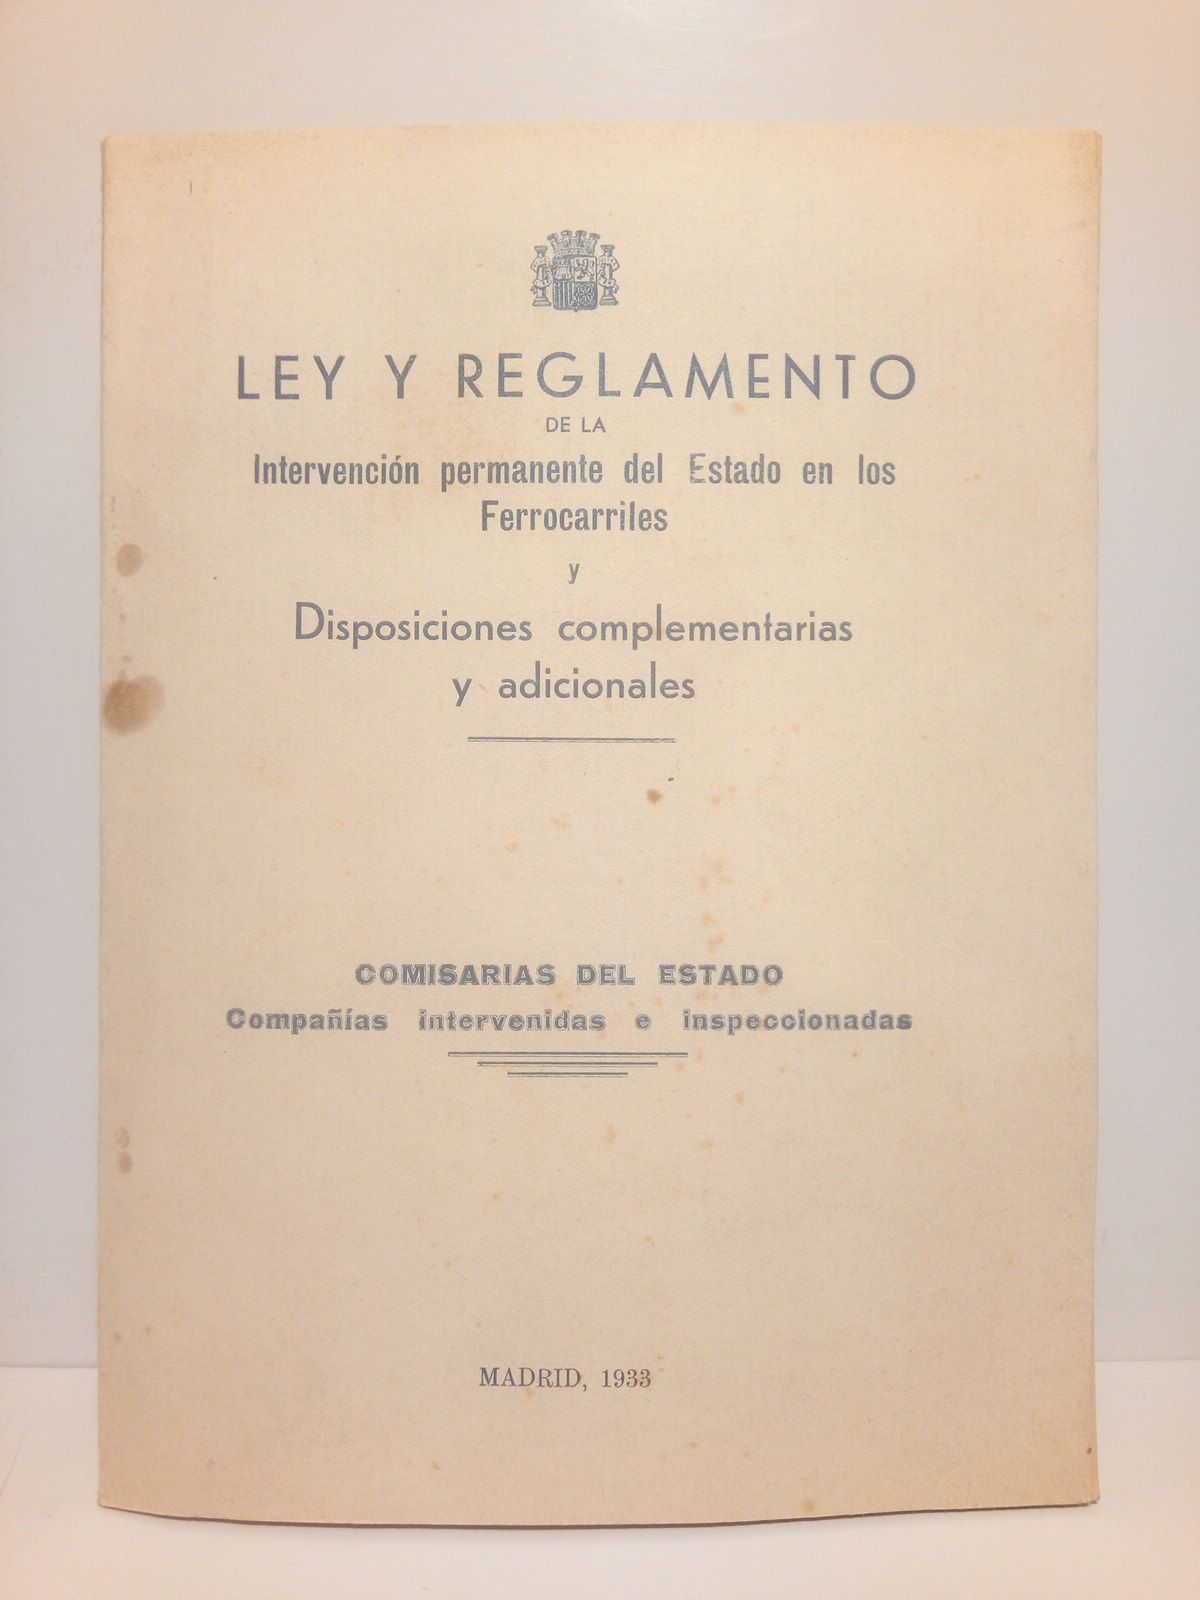 LEY Y REGLAMENTO
DE LA
Intervención permanente del Estado en los
Ferrocarriles
y
Disposiciones complementarias
y adicionales
COMISARIAS DEL ESTADO
Compañías intervenidas e inspeccionadas
MADRID, 1933